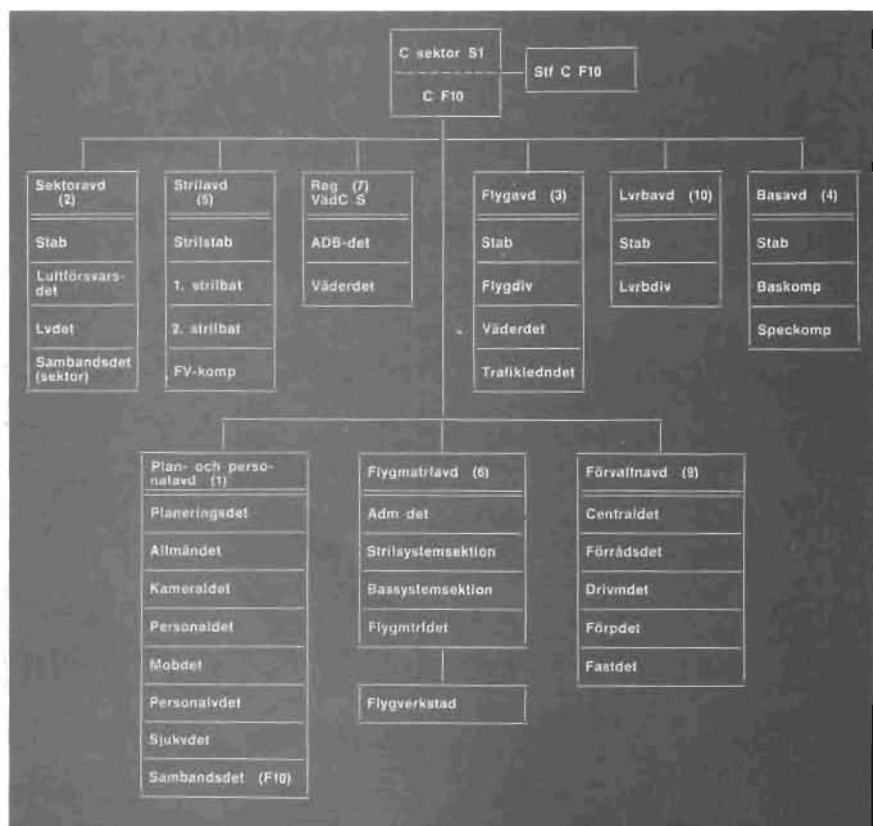 C sektor S1
C F10
Stf C F10
Sektoravd
(2)
Stab
Luftförsvars-
det
Lvdet
Sambandsdet
(sektor)
Strilavd
(5)
Strilstab
1. strilbat
2. strilbat
FV-komp
Reg (7)
VädC S
ADB-det
Väderdet
Flygavd (3)
Stab
Flygdiv
Väderdet
Trafikledndet
Lvrbavd (10)
Stab
Lvrbdiv
Basavd (4)
Stab
Baskomp
Speckomp
Plan- och perso-
nalavd (1)
Planeringsdet
Allmändet
Kameraldet
Personaldet
Mobdet
Personalvdet
Sjukvdet
Sambandsdet (F10)
Flygmatrlavd (6)
Adm det
Strilsystemsektion
Bassystemsektion
Flygmtrldet
Flygverkstad
Förvaltnavd (9)
Centraldet
Förrådsdet
Drivmdet
Förpdet
Fastdet